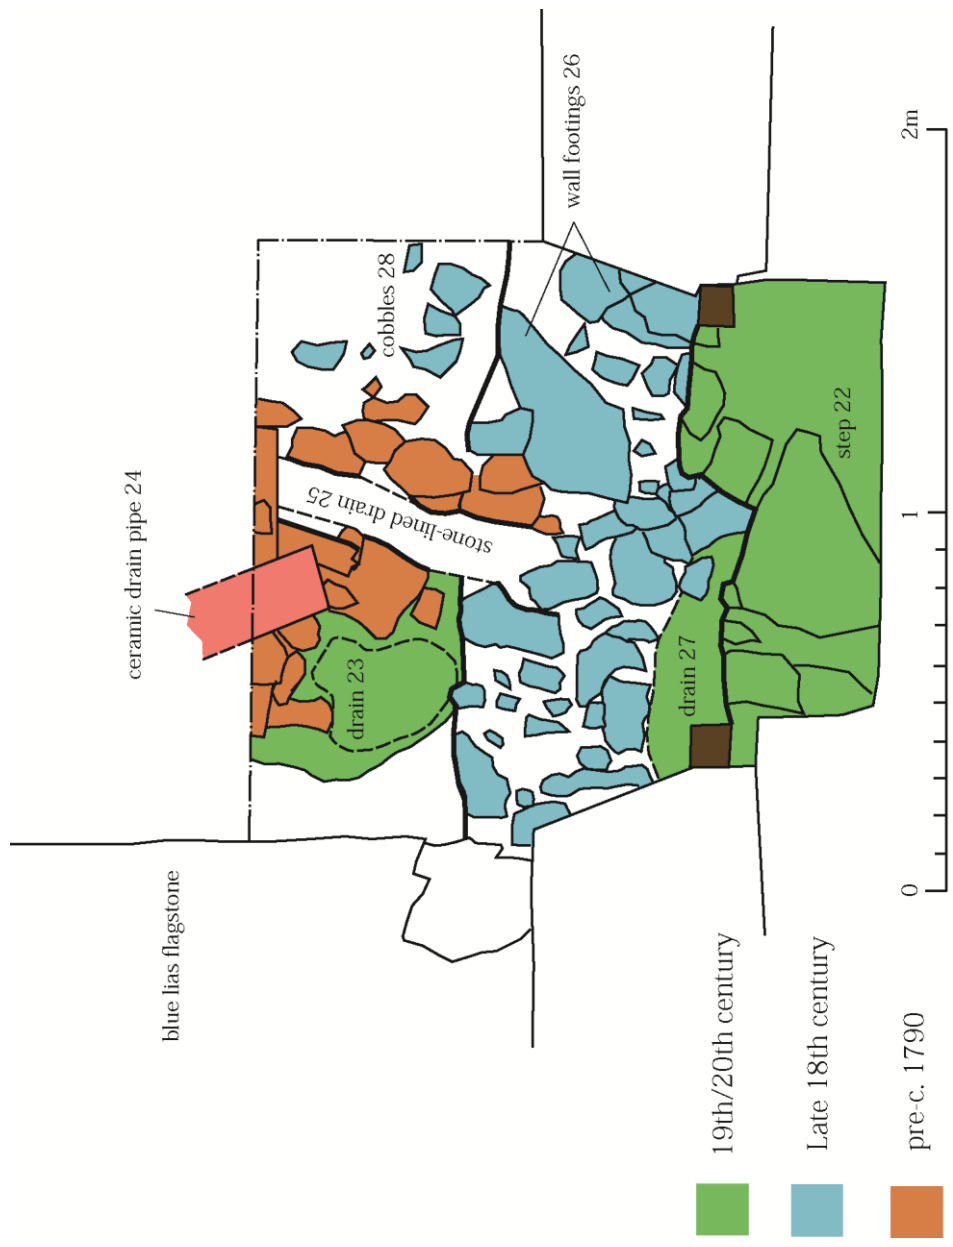 blue lias flagstone
ceramic drain pipe 24
cobbles 28
wall footings 26
stone-lined drain 25
drain 23
drain 27
step 22
0
1
2m
19th/20th century
Late 18th century
pre-c. 1790